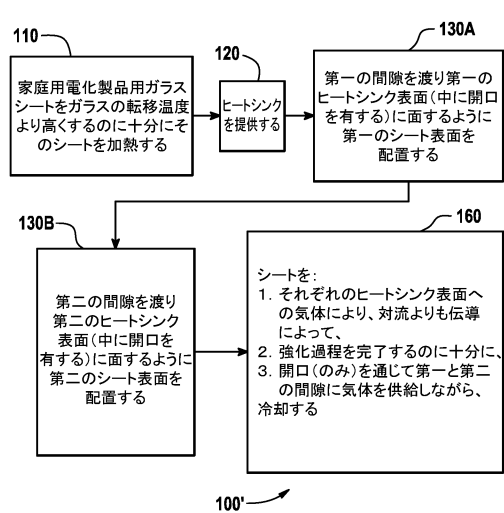 110
家庭用電化製品用ガラス
シートをガラスの転移温度
より高くするのに十分にそ
のシートを加熱する
120
ヒートシンク
を提供する
130A
第一の間隙を渡り第一の
ヒートシンク表面(中に開口
を有する)に面するように
第一のシート表面を
配置する
130B
第二の間隙を渡り
第二のヒートシンク
表面(中に開口を
有する)に面するように
第二のシート表面を
配置する
160
シートを:
1. それぞれのヒートシンク表面へ
の気体により、対流よりも伝導
によって、
2. 強化過程を完了するのに十分に、
3. 開口(のみ)を通じて第一と第二
の間隙に気体を供給しながら、
冷却する
100'